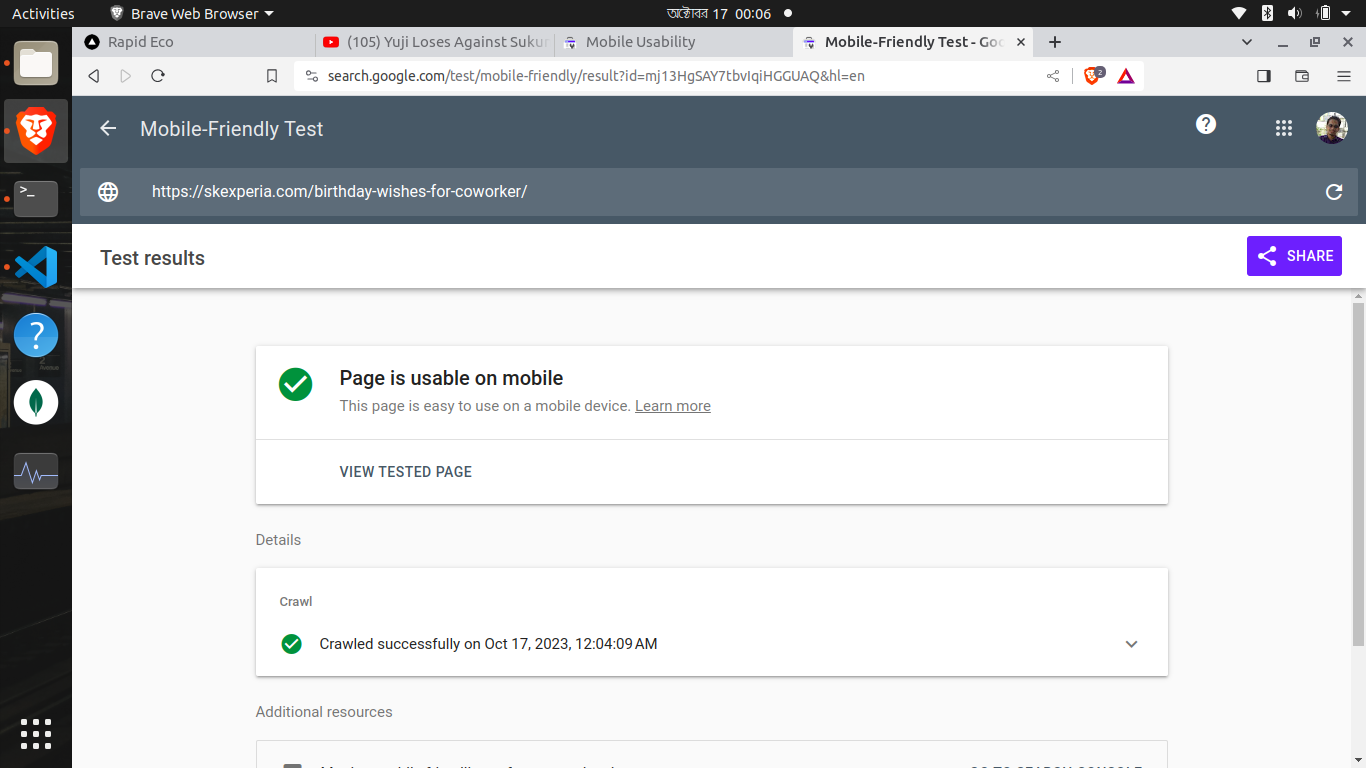 Activities Brave Web Browser অক্টোবর 17 00:06
Rapid Eco (105) Yuji Loses Against Sukur Mobile Usability Mobile-Friendly Test - Goo
search.google.com/test/mobile-friendly/result?id=mj13HgSAY7tbvIqiHGGUAQ&hl=en 2
Mobile-Friendly Test ?
https://skexperia.com/birthday-wishes-for-coworker/
Test results SHARE
Page is usable on mobile
This page is easy to use on a mobile device. Learn more
VIEW TESTED PAGE
Details
Crawl
Crawled successfully on Oct 17, 2023, 12:04:09 AM
Additional resources